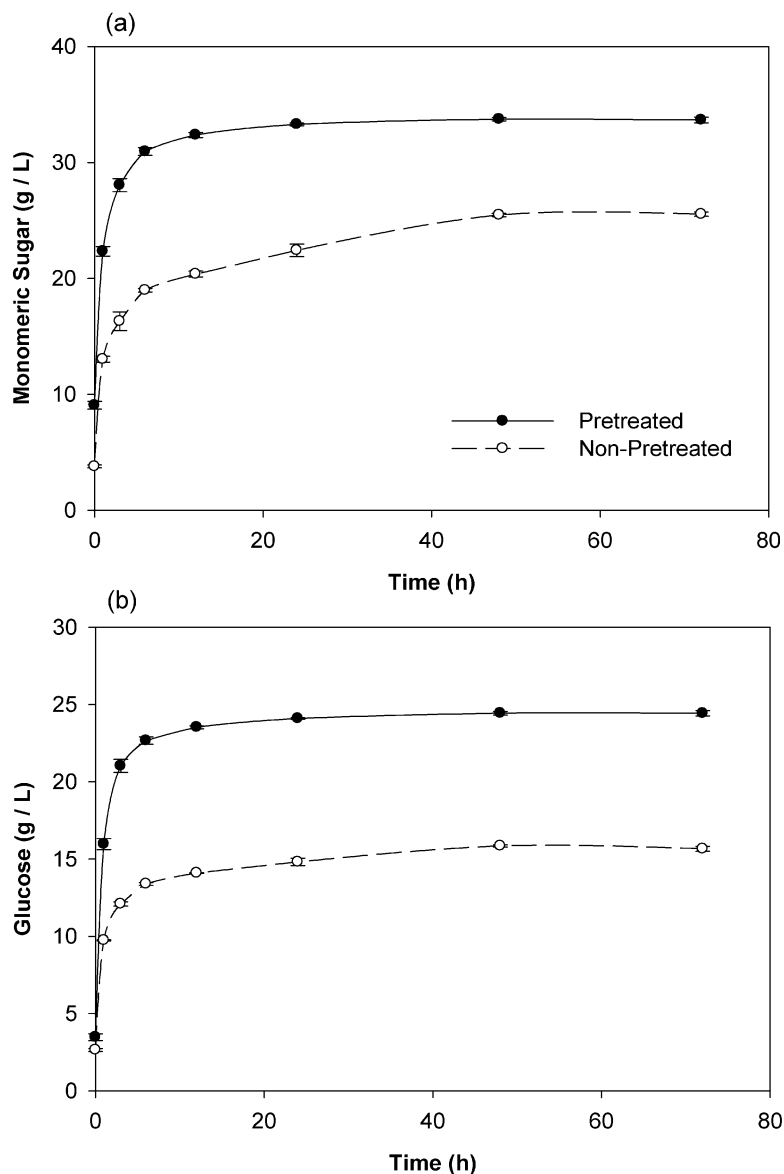 (a)
40
30
20
10
0
Monomeric Sugar (g / L)
Pretreated
Non-Pretreated
0 20 40 60 80
Time (h)
(b)
30
25
20
15
10
5
0
Glucose (g / L)
0 20 40 60 80
Time (h)